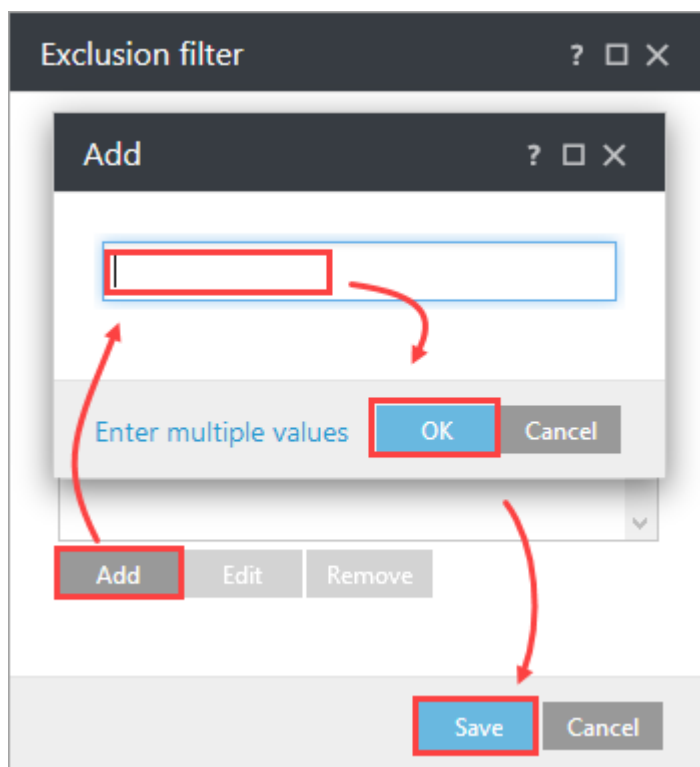 Exclusion filter ?
Add ?
Enter multiple values OK Cancel
Add Edit Remove
Save Cancel